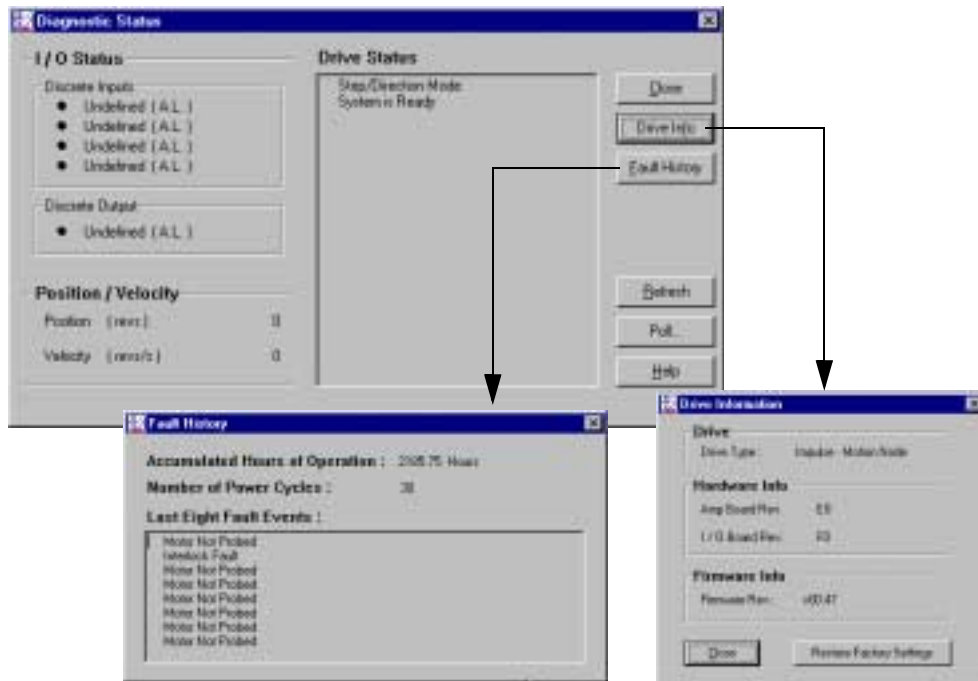 Diagnostic Status
I / O Status
Discrete Inputs
Undefined ( A.L. )
Undefined ( A.L. )
Undefined ( A.L. )
Undefined ( A.L. )
Discrete Output
Undefined ( A.L. )
Position / Velocity
Position ( revs )
0
Velocity ( revs/s )
0
Drive Status
Step/Direction Mode
System is Ready
Close
Drive Info
Fault History
Refresh
Poll...
Help
Fault History
Accumulated Hours of Operation :
Hours
Number of Power Cycles :
Last Eight Fault Events :
Motor Not Probed
Interlock Fault
Motor Not Probed
Motor Not Probed
Motor Not Probed
Motor Not Probed
Motor Not Probed
Motor Not Probed
Drive Information
Drive
Drive Type :
Impulse - Motion Node
Hardware Info
Amp Board Rev:
I / O Board Rev:
Firmware Info
Firmware Rev:
Close
Restore Factory Settings